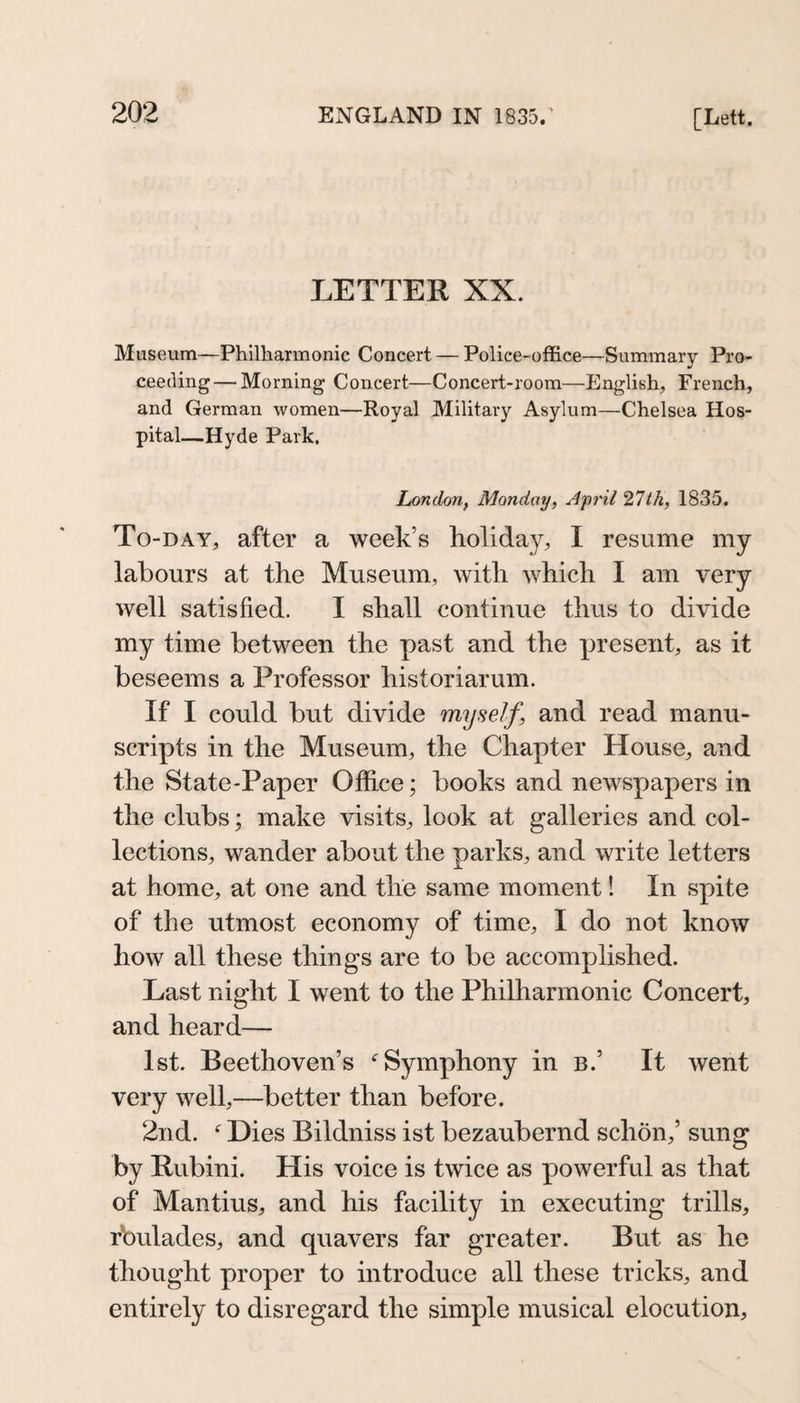 202 ENGLAND IN 1835. [Lett.
LETTER XX.
Museum—Philharmonic Concert — Police-office—Summary Pro-
ceeding — Morning Concert—Concert-room—English, French,
and German women—Royal Military Asylum—Chelsea Hos-
pital—Hyde Park.
London, Monday, April 27th, 1835.
To-day, after a week's holiday, I resume my
labours at the Museum, with which I am very
well satisfied. I shall continue thus to divide
my time between the past and the present, as it
beseems a Professor historiarum.
If I could but divide myself, and read manu-
scripts in the Museum, the Chapter House, and
the State-Paper Office; books and newspapers in
the clubs; make visits, look at galleries and col-
lections, wander about the parks, and write letters
at home, at one and the same moment! In spite
of the utmost economy of time, I do not know
how all these things are to be accomplished.
Last night I went to the Philharmonic Concert,
and heard—
1st. Beethoven's ‘Symphony in B.’ It went
very well,—better than before.
2nd. ‘Dies Bildniss ist bezaubernd schön,’ sung
by Rubini. His voice is twice as powerful as that
of Mantius, and his facility in executing trills,
roulades, and quavers far greater. But as he
thought proper to introduce all these tricks, and
entirely to disregard the simple musical elocution,